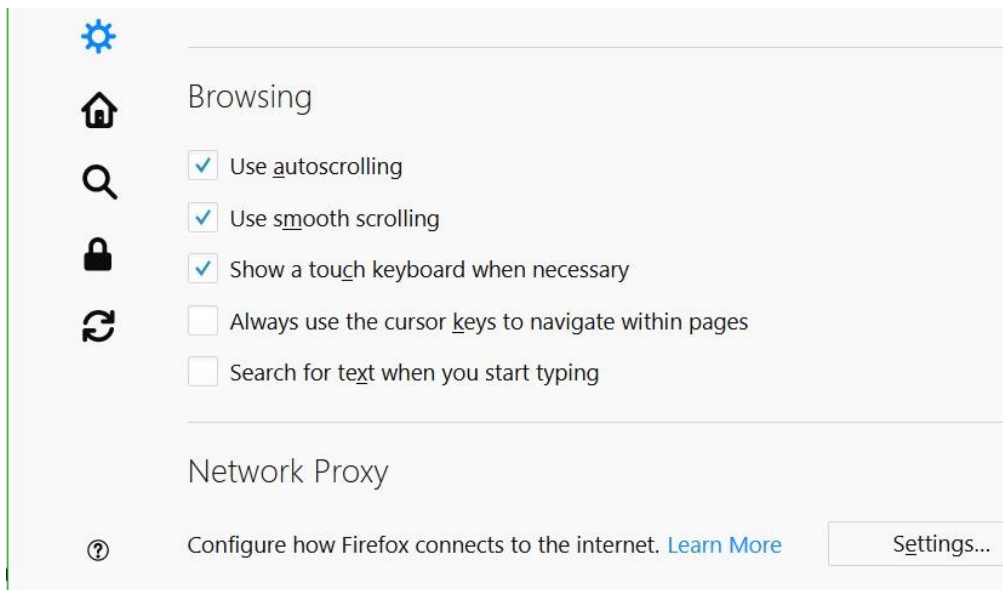 Browsing
Use autoscrolling
Use smooth scrolling
Show a touch keyboard when necessary
Always use the cursor keys to navigate within pages
Search for text when you start typing
Network Proxy
Configure how Firefox connects to the internet. Learn More Settings...